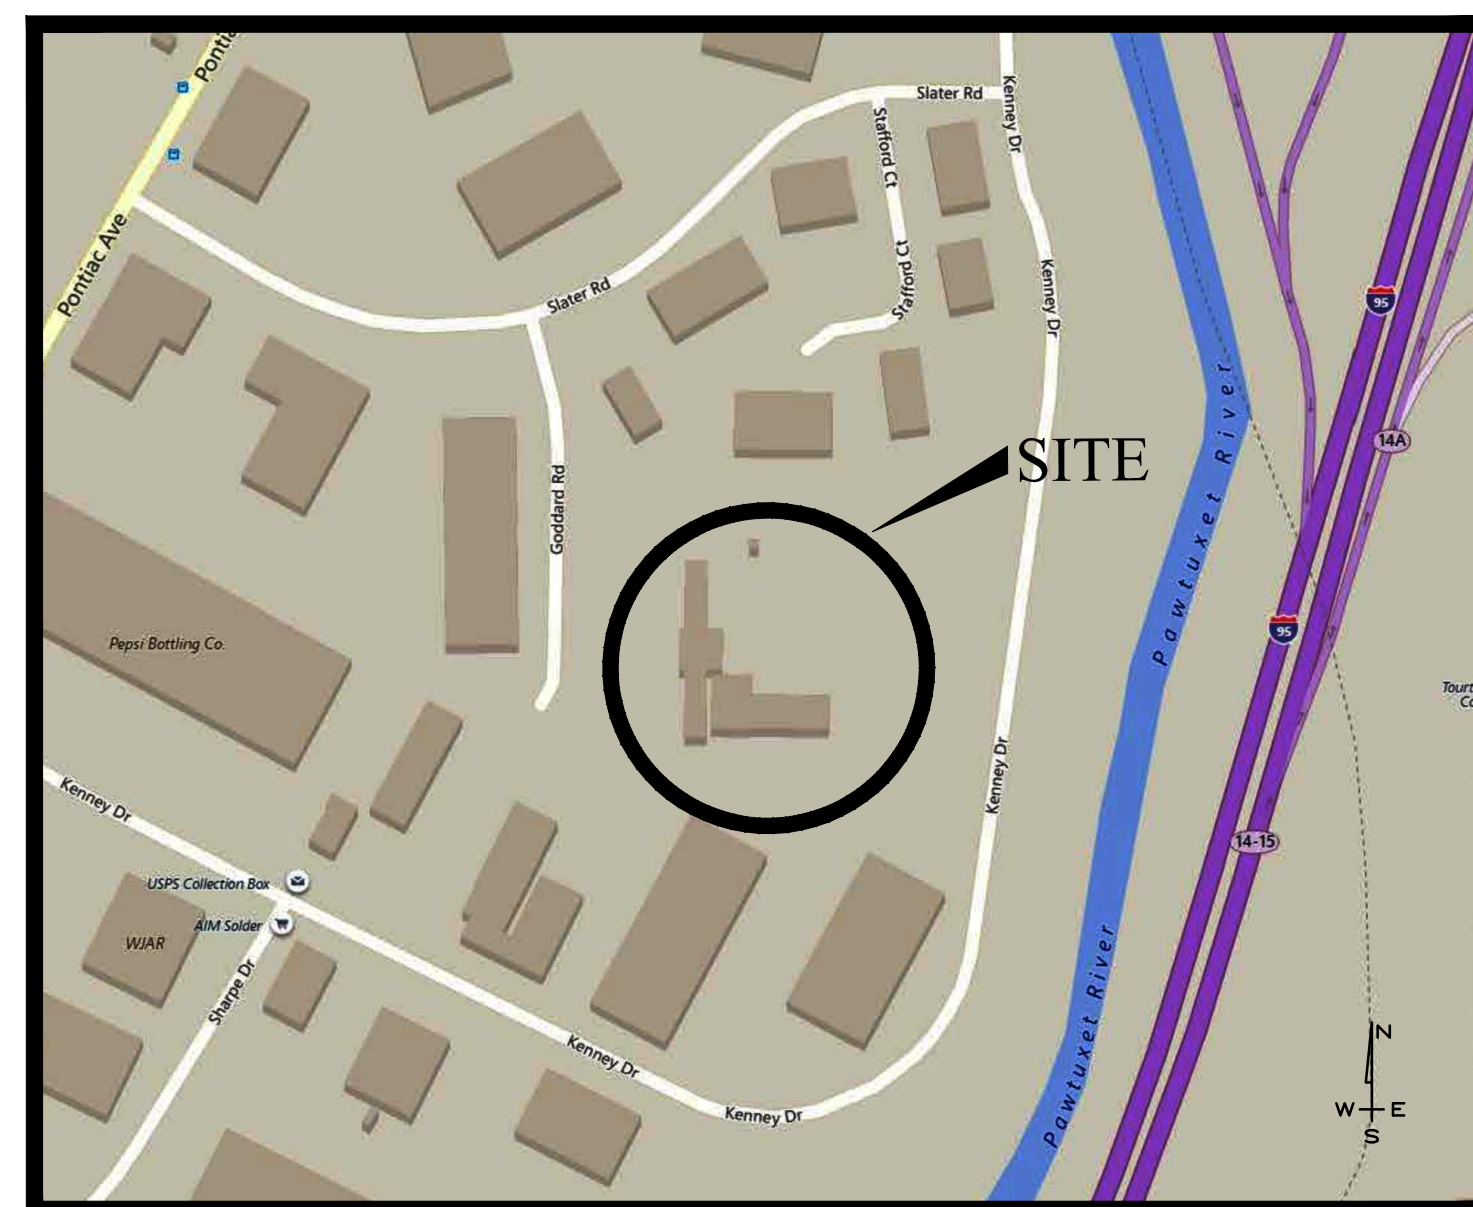 Pontiac Ave
Slater Rd
Kenney Dr
Stafford Ct
Kenney Dr
Stafford Ct
Slater Rd
95
Pawtuxet River
14A
SITE
Goddard Rd
95
Pepsi Bottling Co.
Kenney Dr
Kenney Dr
14-15
USPS Collection Box
AIM Solder
WJAR
Sharpe Dr
Pawtuxet River
Kenney Dr
Kenney Dr
N
W E
S